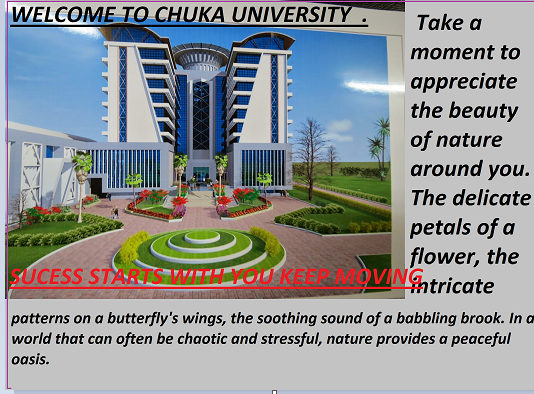 WELCOME TO CHUKA UNIVERSITY .
Take a
moment to
appreciate
the beauty
of nature
around you.
The delicate
petals of a
flower, the
intricate
SUCESS STARTS WITH YOU KEEP MOVING
patterns on a butterfly's wings, the soothing sound of a babbling brook. In a
world that can often be chaotic and stressful, nature provides a peaceful
oasis.